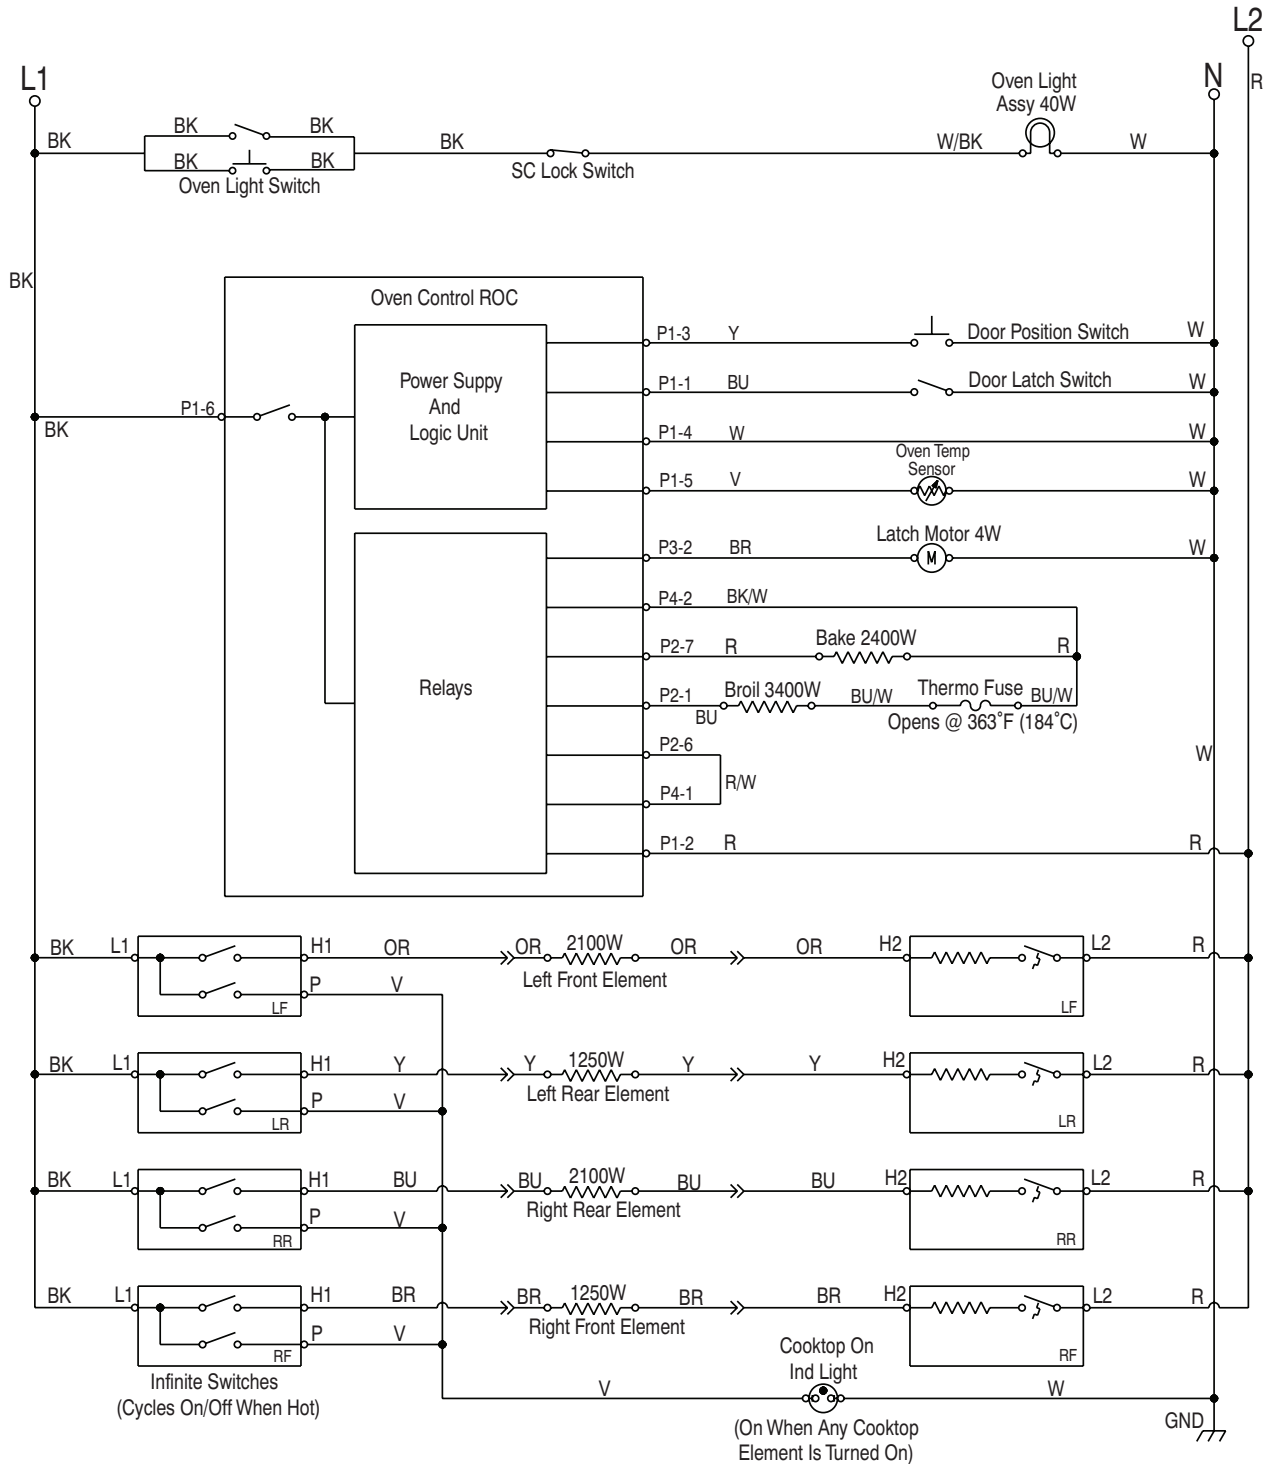 L2
L1
N
R
Oven Light
Assy 40W
BK
BK
BK
BK
W/BK
W
BK
BK
Oven Light Switch
SC Lock Switch
BK
Oven Control ROC
P1-3
Y
Door Position Switch
W
Power Suppy
And
Logic Unit
P1-1
BU
Door Latch Switch
W
P1-6
BK
P1-4
W
W
Oven Temp
Sensor
P1-5
V
W
Latch Motor 4W
P3-2
BR
M
W
P4-2
BK/W
P2-7
R
Bake 2400W
R
Relays
P2-1
BU
Broil 3400W
BU/W
Thermo Fuse
BU/W
Opens @ 363˚F (184˚C)
P2-6
R/W
W
P4-1
P1-2
R
R
BK
L1
H1
OR
OR
2100W
OR
OR
H2
L2
R
Left Front Element
P
V
LF
LF
BK
L1
H1
Y
Y
1250W
Y
Y
H2
L2
R
Left Rear Element
P
V
LR
LR
BK
L1
H1
BU
BU
2100W
BU
BU
H2
L2
R
Right Rear Element
P
V
RR
RR
BK
L1
H1
BR
BR
1250W
BR
BR
H2
L2
R
Right Front Element
P
V
RF
RF
Infinite Switches
(Cycles On/Off When Hot)
Cooktop On
Ind Light
V
W
(On When Any Cooktop
Element Is Turned On)
GND